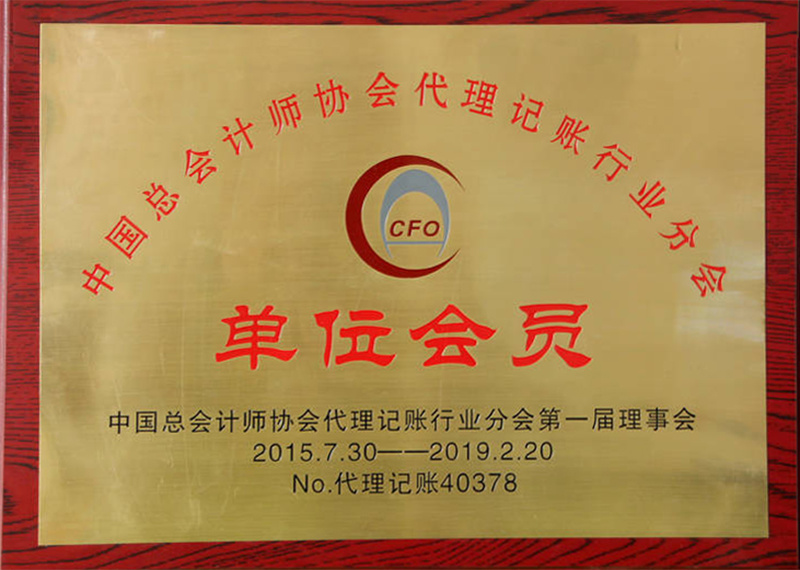 中国总会计师协会代理记账行业分会
CFO
单位会员
中国总会计师协会代理记账行业分会第一届理事会
2015.7.30——2019.2.20
No.代理记账40378